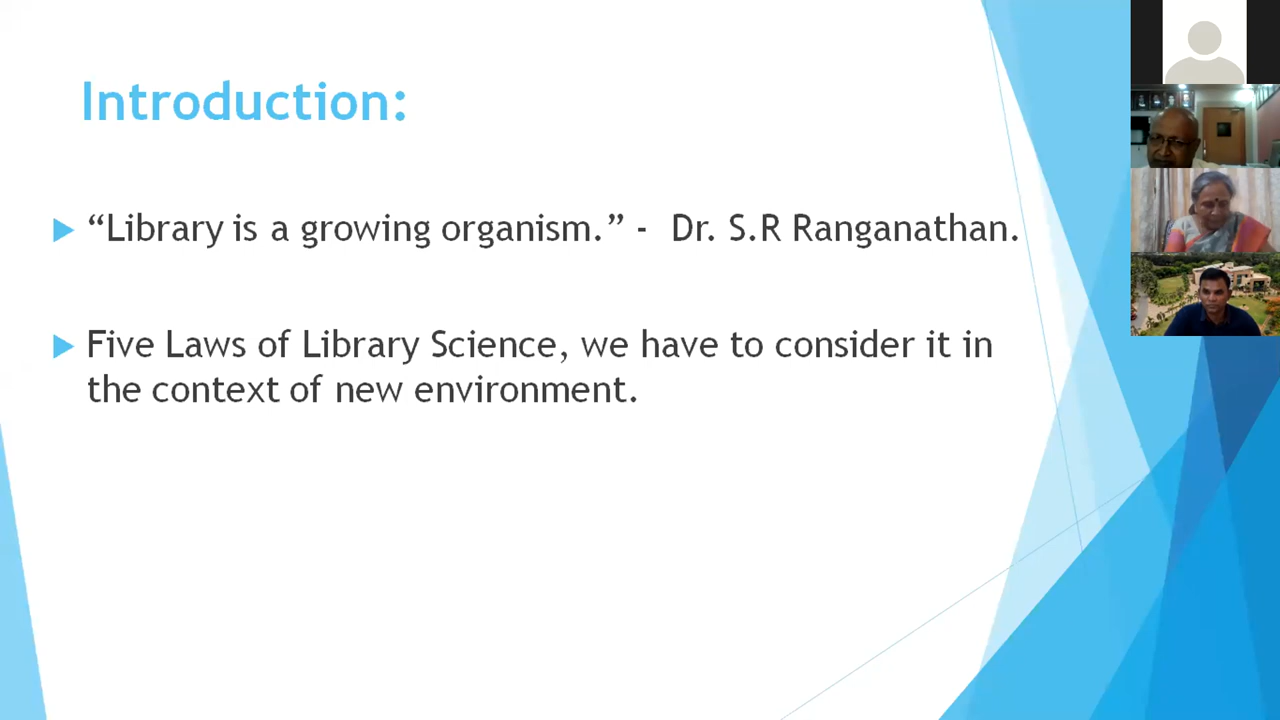 Introduction:
“Library is a growing organism.” - Dr. S.R Ranganathan.
Five Laws of Library Science, we have to consider it in
the context of new environment.